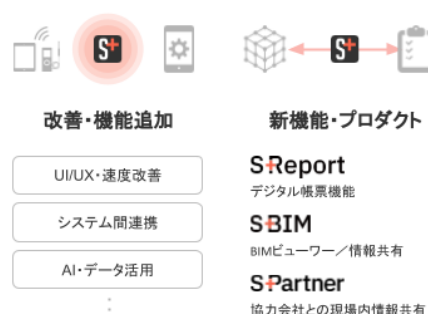 S+
S+
改善・機能追加
新機能・プロダクト
UI/UX・速度改善
システム間連携
AI・データ活用
S+Report
デジタル帳票機能
S+BIM
BIMビューワー／情報共有
S+Partner
協力会社との現場内情報共有